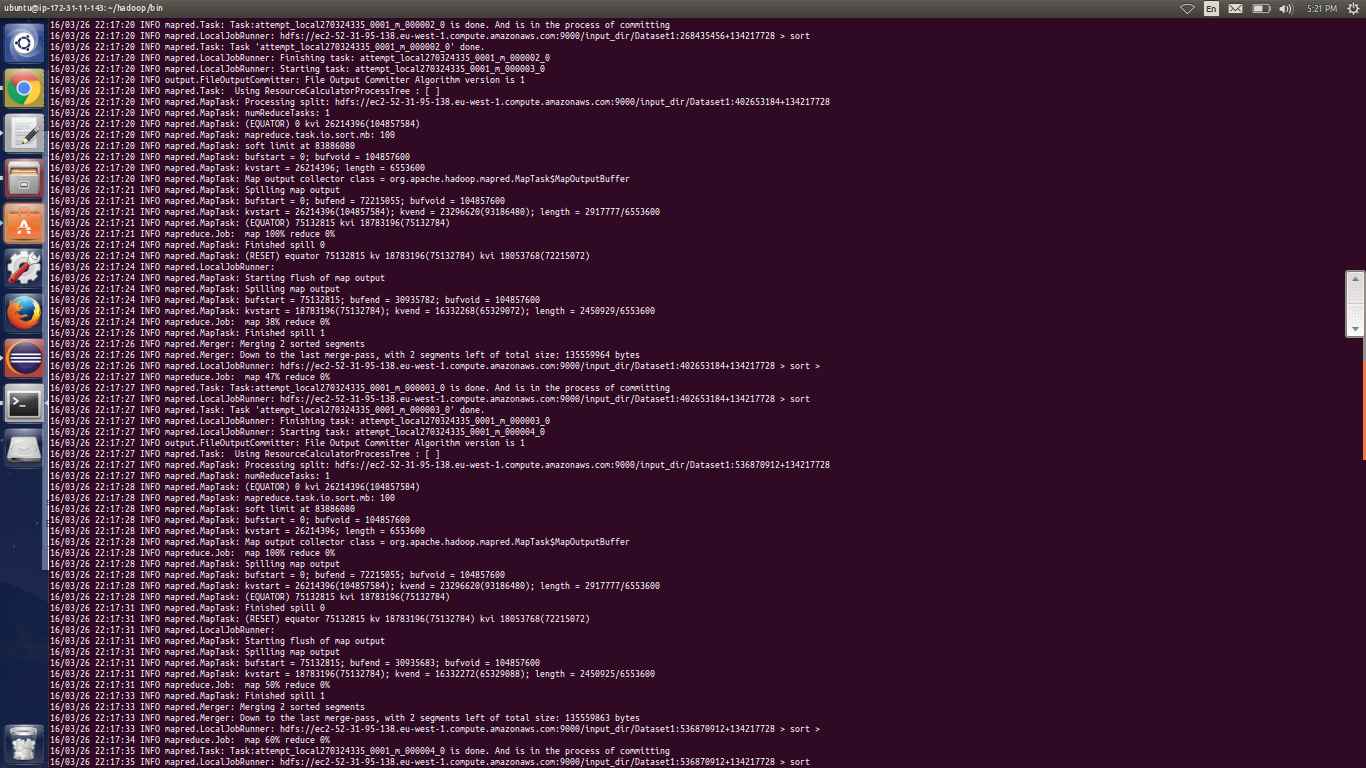 ubuntu@ip-172-31-11-143: ~/hadoop/bin
En
5:21 PM
16/03/26 22:17:20 INFO mapred.Task: Task:attempt_local270324335_0001_m_000002_0 is done. And is in the process of committing
16/03/26 22:17:20 INFO mapred.LocalJobRunner: hdfs://ec2-52-31-95-138.eu-west-1.compute.amazonaws.com:9000/input_dir/Dataset1:268435456+134217728 > sort
16/03/26 22:17:20 INFO mapred.Task: Task 'attempt_local270324335_0001_m_000002_0' done.
16/03/26 22:17:20 INFO mapred.LocalJobRunner: Finishing task: attempt_local270324335_0001_m_000002_0
16/03/26 22:17:20 INFO mapred.LocalJobRunner: Starting task: attempt_local270324335_0001_m_000003_0
16/03/26 22:17:20 INFO output.FileOutputCommitter: File Output Committer Algorithm version is 1
16/03/26 22:17:20 INFO mapred.Task:  Using ResourceCalculatorProcessTree : [ ]
16/03/26 22:17:20 INFO mapred.MapTask: Processing split: hdfs://ec2-52-31-95-138.eu-west-1.compute.amazonaws.com:9000/input_dir/Dataset1:402653184+134217728
16/03/26 22:17:20 INFO mapred.MapTask: numReduceTasks: 1
16/03/26 22:17:20 INFO mapred.MapTask: (EQUATOR) 0 kvi 26214396(104857584)
16/03/26 22:17:20 INFO mapred.MapTask: mapreduce.task.io.sort.mb: 100
16/03/26 22:17:20 INFO mapred.MapTask: soft limit at 83886080
16/03/26 22:17:20 INFO mapred.MapTask: bufstart = 0; bufvoid = 104857600
16/03/26 22:17:20 INFO mapred.MapTask: kvstart = 26214396; length = 6553600
16/03/26 22:17:20 INFO mapred.MapTask: Map output collector class = org.apache.hadoop.mapred.MapTask$MapOutputBuffer
16/03/26 22:17:21 INFO mapred.MapTask: Spilling map output
16/03/26 22:17:21 INFO mapred.MapTask: bufstart = 0; bufend = 72215055; bufvoid = 104857600
16/03/26 22:17:21 INFO mapred.MapTask: kvstart = 26214396(104857584); kvend = 23296620(93186480); length = 2917777/6553600
16/03/26 22:17:21 INFO mapred.MapTask: (EQUATOR) 75132815 kvi 18783196(75132784)
16/03/26 22:17:21 INFO mapreduce.Job:  map 100% reduce 0%
16/03/26 22:17:24 INFO mapred.MapTask: Finished spill 0
16/03/26 22:17:24 INFO mapred.MapTask: (RESET) equator 75132815 kv 18783196(75132784) kvi 18053768(72215072)
16/03/26 22:17:24 INFO mapred.LocalJobRunner:
16/03/26 22:17:24 INFO mapred.MapTask: Starting flush of map output
16/03/26 22:17:24 INFO mapred.MapTask: Spilling map output
16/03/26 22:17:24 INFO mapred.MapTask: bufstart = 75132815; bufend = 30935782; bufvoid = 104857600
16/03/26 22:17:24 INFO mapred.MapTask: kvstart = 18783196(75132784); kvend = 16332268(65329072); length = 2450929/6553600
16/03/26 22:17:24 INFO mapreduce.Job:  map 38% reduce 0%
16/03/26 22:17:26 INFO mapred.MapTask: Finished spill 1
16/03/26 22:17:26 INFO mapred.Merger: Merging 2 sorted segments
16/03/26 22:17:26 INFO mapred.Merger: Down to the last merge-pass, with 2 segments left of total size: 135559964 bytes
16/03/26 22:17:26 INFO mapred.LocalJobRunner: hdfs://ec2-52-31-95-138.eu-west-1.compute.amazonaws.com:9000/input_dir/Dataset1:402653184+134217728 > sort >
16/03/26 22:17:27 INFO mapreduce.Job:  map 47% reduce 0%
16/03/26 22:17:27 INFO mapred.Task: Task:attempt_local270324335_0001_m_000003_0 is done. And is in the process of committing
16/03/26 22:17:27 INFO mapred.LocalJobRunner: hdfs://ec2-52-31-95-138.eu-west-1.compute.amazonaws.com:9000/input_dir/Dataset1:402653184+134217728 > sort
16/03/26 22:17:27 INFO mapred.Task: Task 'attempt_local270324335_0001_m_000003_0' done.
16/03/26 22:17:27 INFO mapred.LocalJobRunner: Finishing task: attempt_local270324335_0001_m_000003_0
16/03/26 22:17:27 INFO mapred.LocalJobRunner: Starting task: attempt_local270324335_0001_m_000004_0
16/03/26 22:17:27 INFO output.FileOutputCommitter: File Output Committer Algorithm version is 1
16/03/26 22:17:27 INFO mapred.Task:  Using ResourceCalculatorProcessTree : [ ]
16/03/26 22:17:27 INFO mapred.MapTask: Processing split: hdfs://ec2-52-31-95-138.eu-west-1.compute.amazonaws.com:9000/input_dir/Dataset1:536870912+134217728
16/03/26 22:17:27 INFO mapred.MapTask: numReduceTasks: 1
16/03/26 22:17:28 INFO mapred.MapTask: (EQUATOR) 0 kvi 26214396(104857584)
16/03/26 22:17:28 INFO mapred.MapTask: mapreduce.task.io.sort.mb: 100
16/03/26 22:17:28 INFO mapred.MapTask: soft limit at 83886080
16/03/26 22:17:28 INFO mapred.MapTask: bufstart = 0; bufvoid = 104857600
16/03/26 22:17:28 INFO mapred.MapTask: kvstart = 26214396; length = 6553600
16/03/26 22:17:28 INFO mapred.MapTask: Map output collector class = org.apache.hadoop.mapred.MapTask$MapOutputBuffer
16/03/26 22:17:28 INFO mapreduce.Job:  map 100% reduce 0%
16/03/26 22:17:28 INFO mapred.MapTask: Spilling map output
16/03/26 22:17:28 INFO mapred.MapTask: bufstart = 0; bufend = 72215055; bufvoid = 104857600
16/03/26 22:17:28 INFO mapred.MapTask: kvstart = 26214396(104857584); kvend = 23296620(93186480); length = 2917777/6553600
16/03/26 22:17:28 INFO mapred.MapTask: (EQUATOR) 75132815 kvi 18783196(75132784)
16/03/26 22:17:31 INFO mapred.MapTask: Finished spill 0
16/03/26 22:17:31 INFO mapred.MapTask: (RESET) equator 75132815 kv 18783196(75132784) kvi 18053768(72215072)
16/03/26 22:17:31 INFO mapred.LocalJobRunner:
16/03/26 22:17:31 INFO mapred.MapTask: Starting flush of map output
16/03/26 22:17:31 INFO mapred.MapTask: Spilling map output
16/03/26 22:17:31 INFO mapred.MapTask: bufstart = 75132815; bufend = 30935683; bufvoid = 104857600
16/03/26 22:17:31 INFO mapred.MapTask: kvstart = 18783196(75132784); kvend = 16332272(65329088); length = 2450925/6553600
16/03/26 22:17:31 INFO mapreduce.Job:  map 50% reduce 0%
16/03/26 22:17:33 INFO mapred.MapTask: Finished spill 1
16/03/26 22:17:33 INFO mapred.Merger: Merging 2 sorted segments
16/03/26 22:17:33 INFO mapred.Merger: Down to the last merge-pass, with 2 segments left of total size: 135559863 bytes
16/03/26 22:17:33 INFO mapred.LocalJobRunner: hdfs://ec2-52-31-95-138.eu-west-1.compute.amazonaws.com:9000/input_dir/Dataset1:536870912+134217728 > sort >
16/03/26 22:17:34 INFO mapreduce.Job:  map 60% reduce 0%
16/03/26 22:17:35 INFO mapred.Task: Task:attempt_local270324335_0001_m_000004_0 is done. And is in the process of committing
16/03/26 22:17:35 INFO mapred.LocalJobRunner: hdfs://ec2-52-31-95-138.eu-west-1.compute.amazonaws.com:9000/input_dir/Dataset1:536870912+134217728 > sort